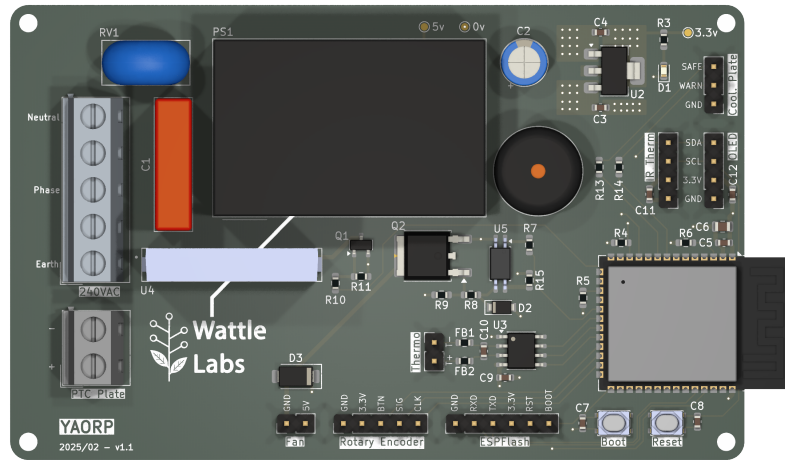 RV1
PS1
5v
0v
C2
C4
R3
3.3v
U2
D1
C3
SAFE
WARN
GND
Cool. Plate
Neutral
Phase
Earth
240VAC
C1
U4
R13
R14
IR Therm
C11
SDA
SCL
3.3V
GND
OLED
C12
C6
C5
R4
R6
Q1
Q2
R10
R11
U5
R7
R15
R9
R8
D2
R5
Wattle
Labs
PTC Plate
− 
+
Thermo
−
+
FB1
FB2
C10
U3
C9
D3
GND
5V
Fan
GND
3.3V
BTN
SIG
CLK
Rotary Encoder
GND
RXD
TXD
3.3V
RST
BOOT
ESPFlash
C7
Boot
Reset
C8
YAORP
2025/02 - v1.1